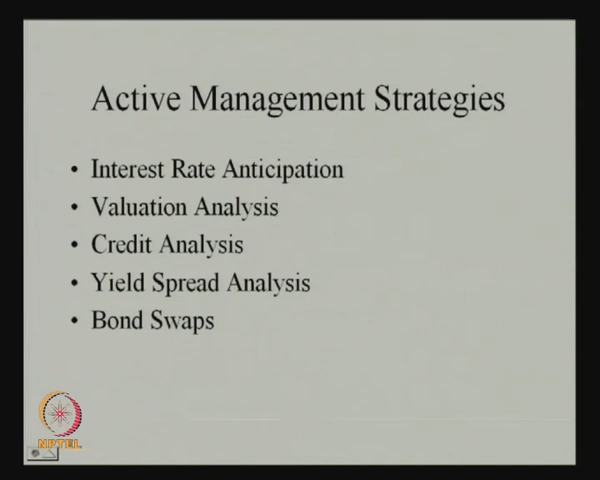 Active Management Strategies
• Interest Rate Anticipation
• Valuation Analysis
• Credit Analysis
• Yield Spread Analysis
• Bond Swaps
NPTEL